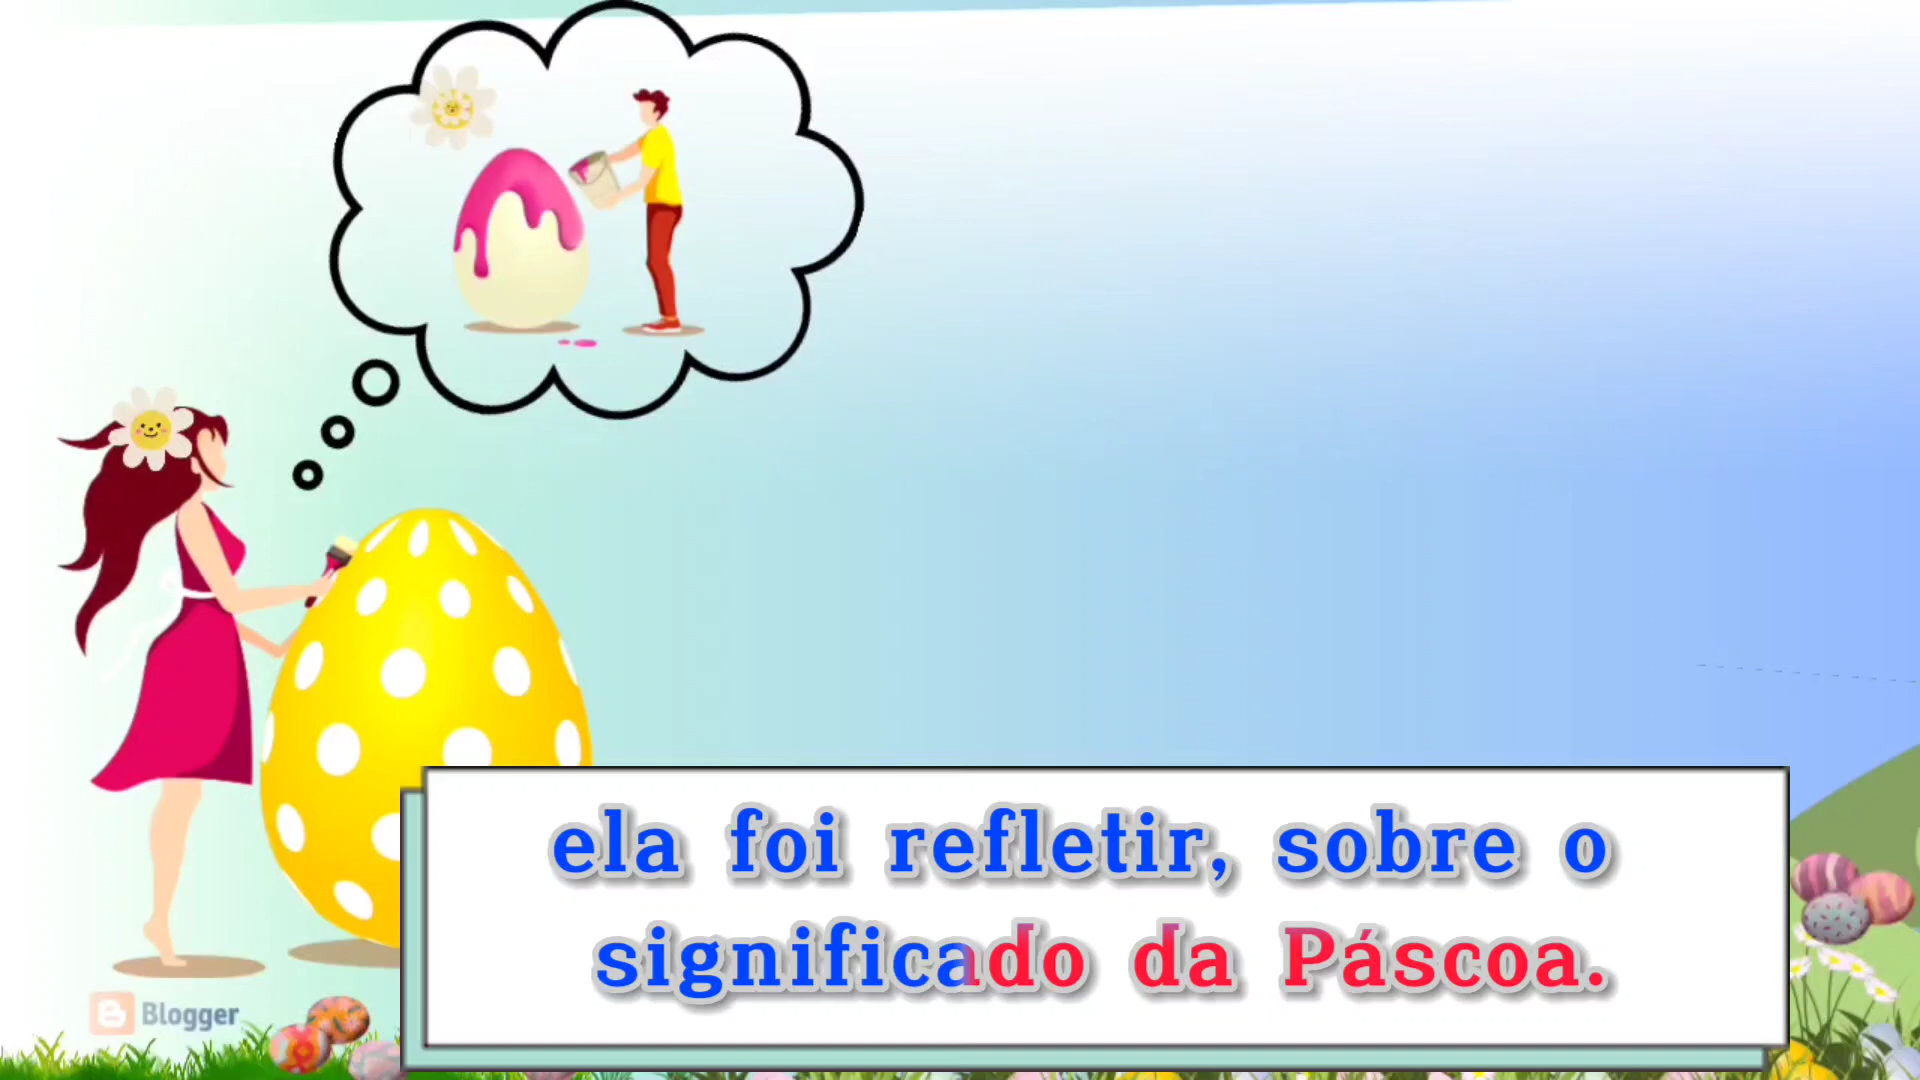 ela foi refletir, sobre o
significado da Páscoa.
Blogger